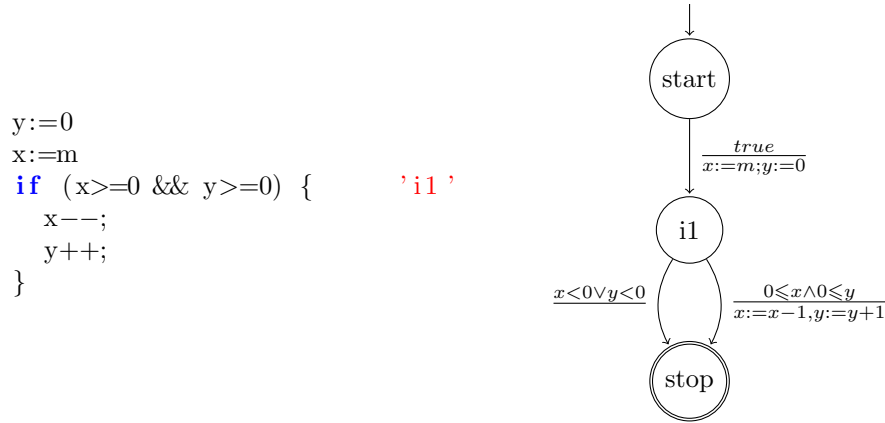 y:=0
x:=m
if (x>=0 && y>=0) { 'i1'
x−−;
y++;
}
start
true
x:=m;y:=0
i1
x<0∨y<0
0⩽x∧0⩽y
x:=x−1,y:=y+1
stop